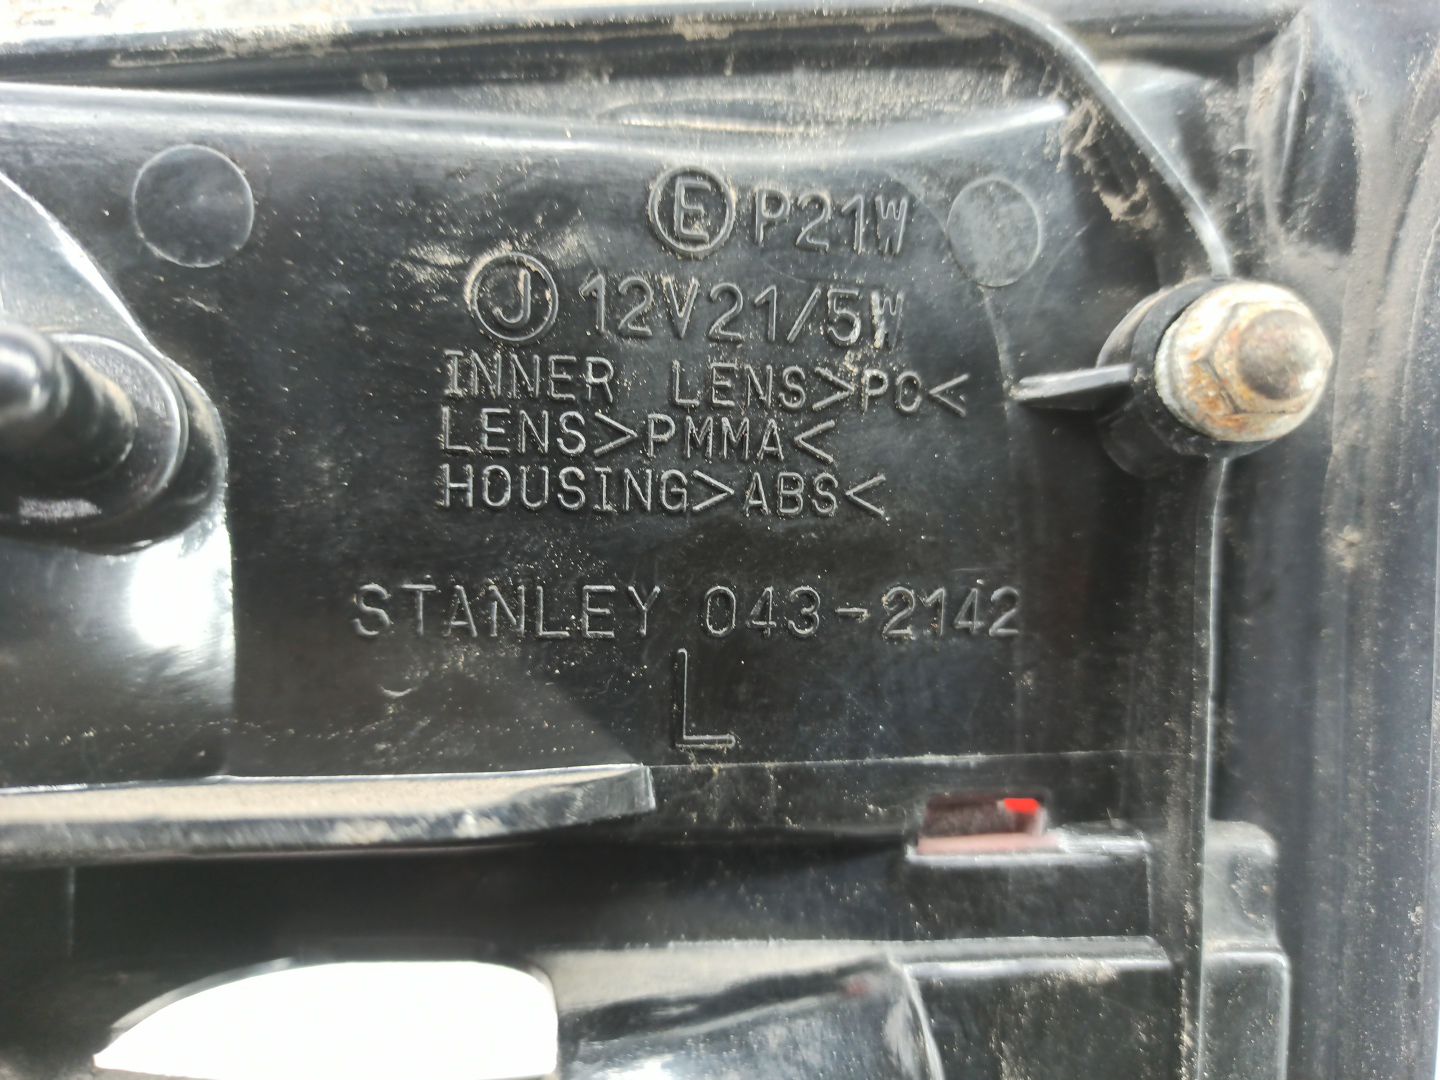 E P21W
J 12V21/5W
INNER LENS>PC<
LENS>PMMA<
HOUSING>ABS<
STANLEY 043-2142
L